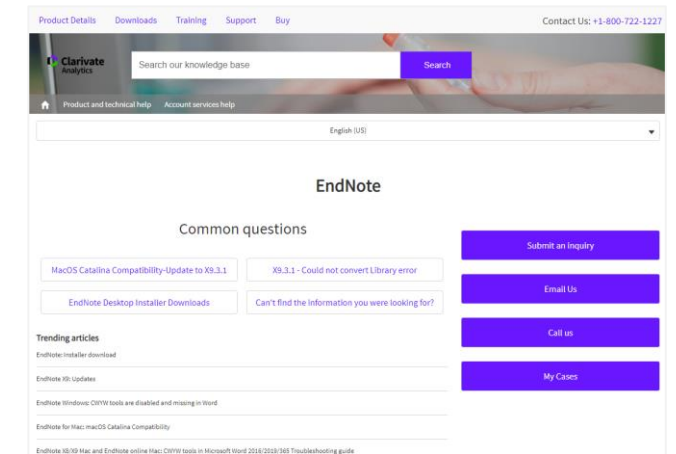 Product Details Downloads Training Support Buy Contact Us: +1-800-722-1227
Clarivate
Analytics
Search our knowledge base Search
Product and technical help Account services help
English (US)
EndNote
Common questions
Submit an inquiry
MacOS Catalina Compatibility-Update to X9.3.1 X9.3.1 - Could not convert Library error
Email Us
EndNote Desktop Installer Downloads Can't find the information you were looking for?
Call us
Trending articles
EndNote: Installer download
My Cases
EndNote X9: Updates
EndNote Windows: CWYW tools are disabled and missing in Word
EndNote for Mac: macOS Catalina Compatibility
EndNote X8/X9 Mac and EndNote online Mac: CWYW tools in Microsoft Word 2016/2019/365 Troubleshooting guide